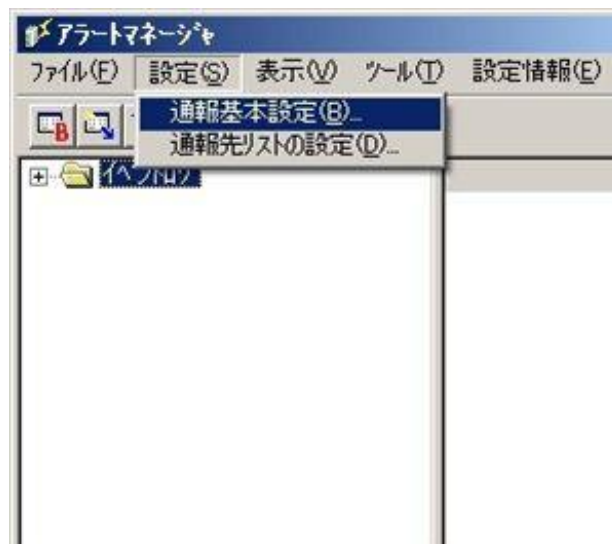 アラートマネージャ
ファイル(F) 設定(S) 表示(V) ツール(T) 設定情報(E)
通報基本設定(B)...
通報先リストの設定(D)...
イベントログ